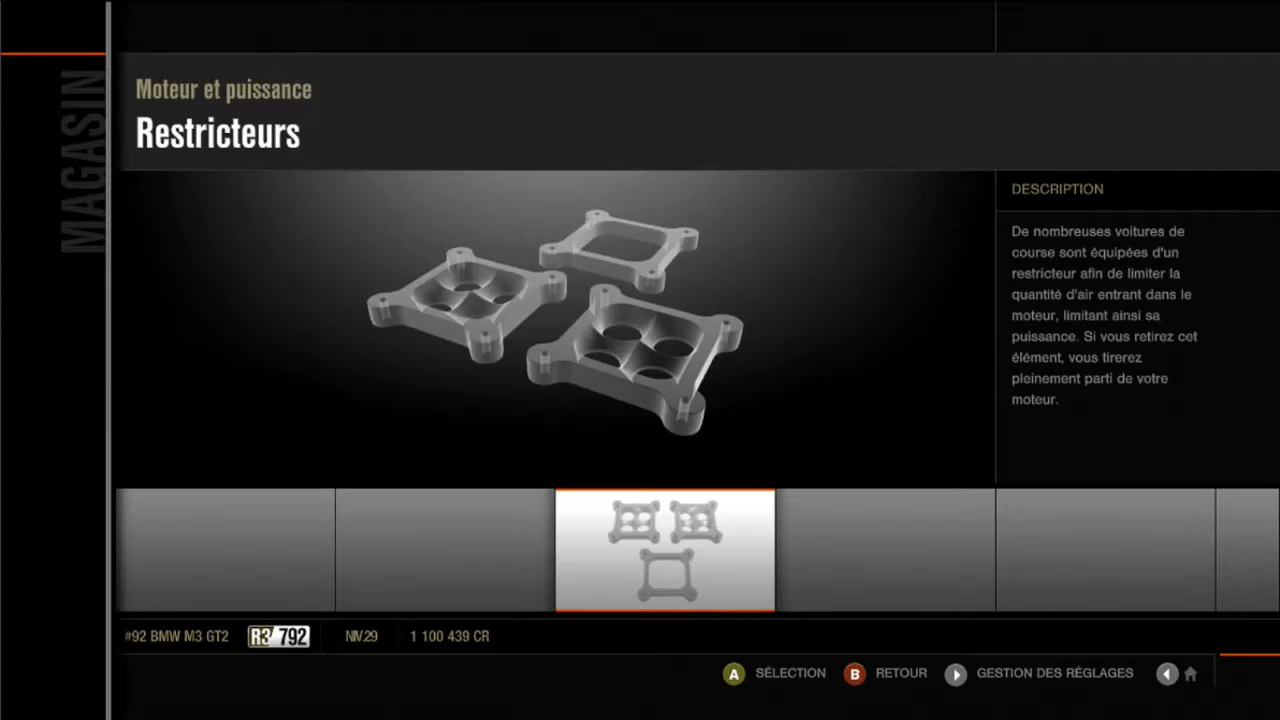 MAGASIN
Moteur et puissance
Restricteurs
DESCRIPTION
De nombreuses voitures de
course sont équipées d'un
restricteur afin de limiter la
quantité d'air entrant dans le
moteur, limitant ainsi sa
puissance. Si vous retirez cet
élément, vous tirerez
pleinement parti de votre
moteur.
#92 BMW M3 GT2 R3 792 NIV.29 1 100 439 CR
A SÉLECTION B RETOUR GESTION DES RÉGLAGES